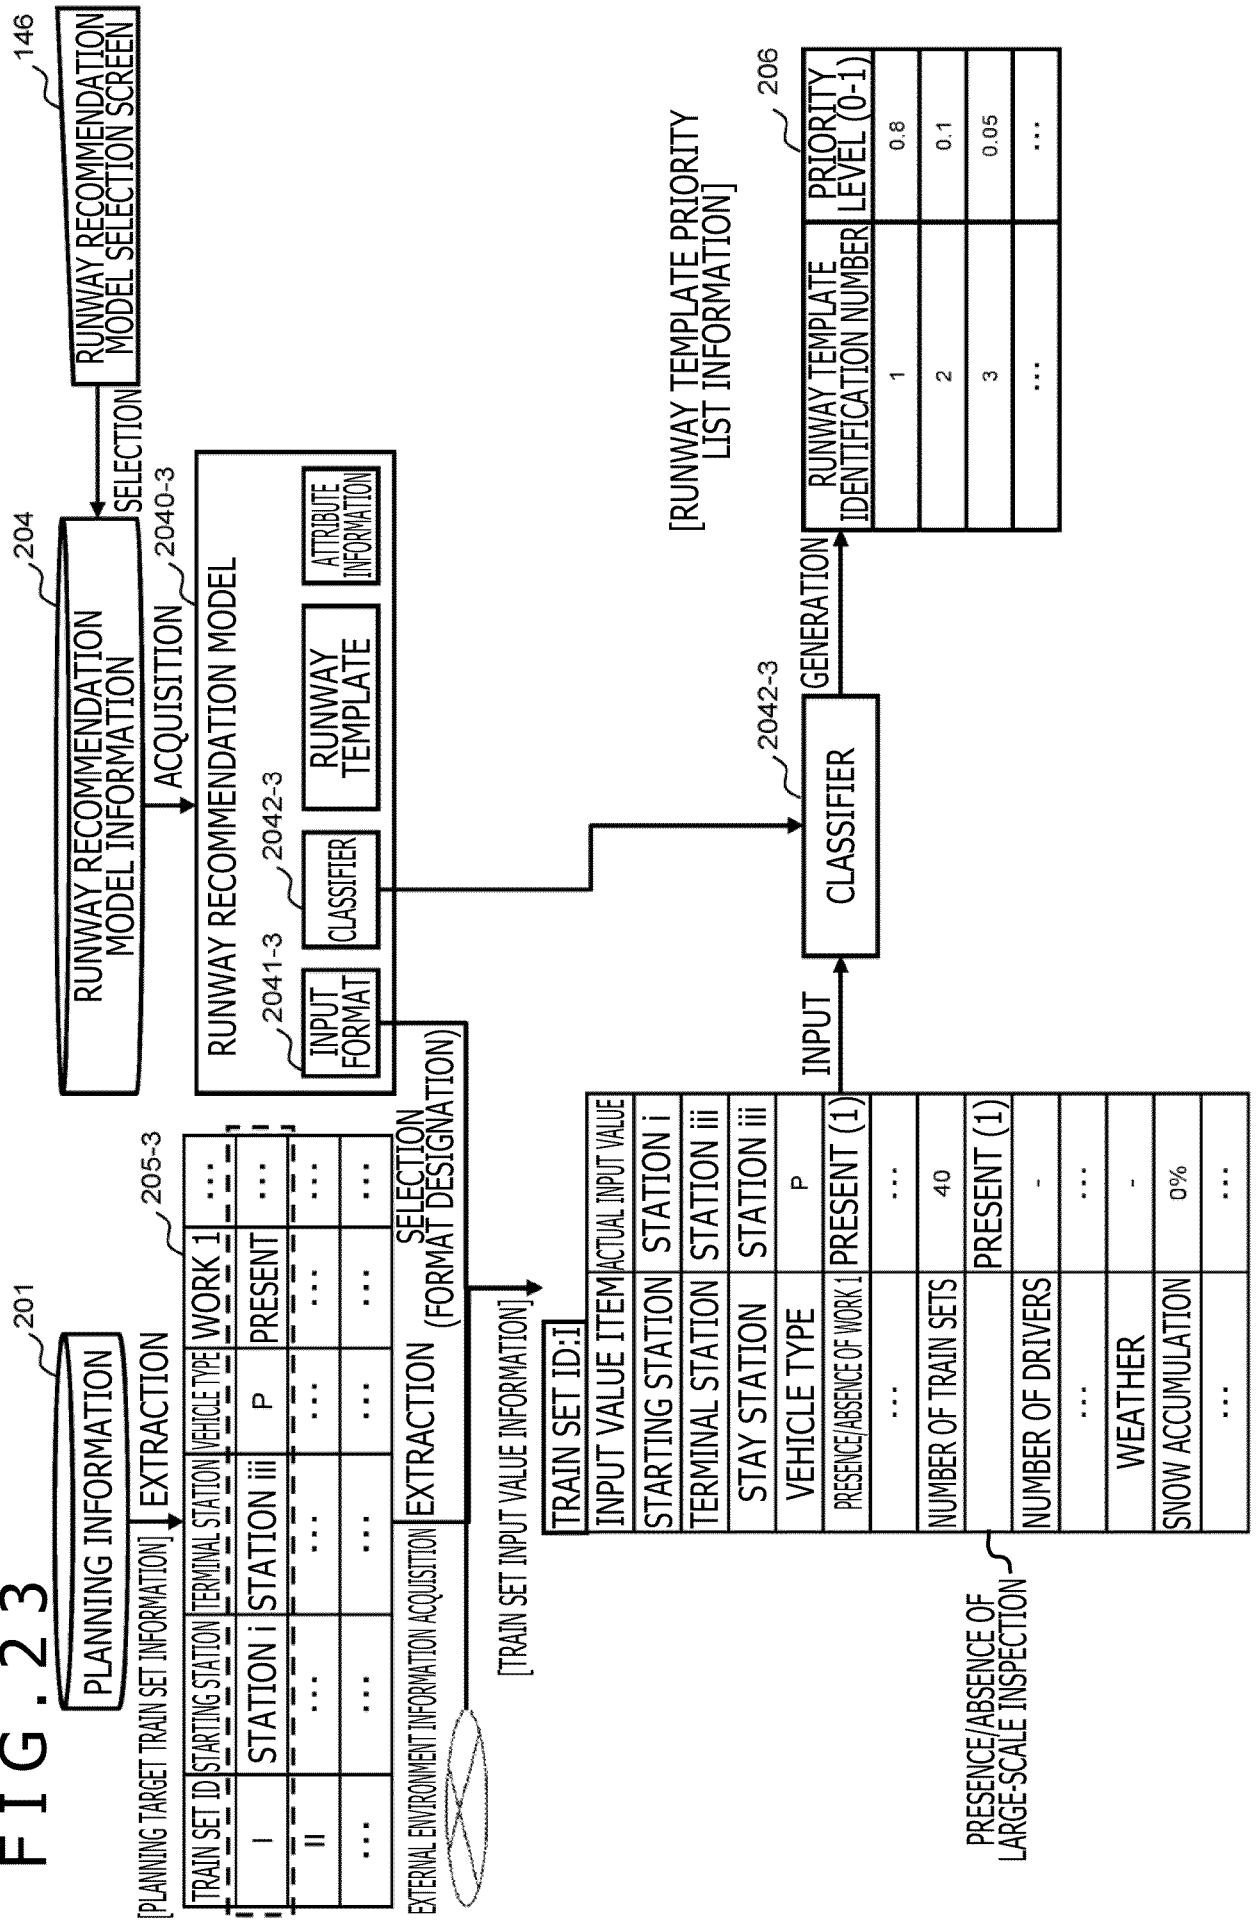 FIG.23
201
PLANNING INFORMATION
EXTRACTION
[PLANNING TARGET TRAIN SET INFORMATION]
205-3
TRAIN SET ID STARTING STATION TERMINAL STATION VEHICLE TYPE WORK 1 ...
I STATION i STATION iii P PRESENT ...
II ... ... ... ... ...
... ... ... ... ... ...
EXTERNAL ENVIRONMENT INFORMATION ACQUISITION
EXTRACTION
SELECTION
(FORMAT DESIGNATION)
204
RUNWAY RECOMMENDATION
MODEL INFORMATION
SELECTION
146
RUNWAY RECOMMENDATION
MODEL SELECTION SCREEN
ACQUISITION
2040-3
RUNWAY RECOMMENDATION MODEL
2041-3
INPUT
FORMAT
2042-3
CLASSIFIER
RUNWAY
TEMPLATE
ATTRIBUTE
INFORMATION
[TRAIN SET INPUT VALUE INFORMATION]
TRAIN SET ID:I
INPUT VALUE ITEM ACTUAL INPUT VALUE
STARTING STATION STATION i
TERMINAL STATION STATION iii
STAY STATION STATION iii
VEHICLE TYPE P
PRESENCE/ABSENCE OF WORK 1 PRESENT (1)
... ...
NUMBER OF TRAIN SETS 40
PRESENT (1)
NUMBER OF DRIVERS -
... ...
WEATHER -
SNOW ACCUMULATION 0%
... ...
PRESENCE/ABSENCE OF
LARGE-SCALE INSPECTION
INPUT
2042-3
CLASSIFIER
GENERATION
[RUNWAY TEMPLATE PRIORITY
LIST INFORMATION]
206
RUNWAY TEMPLATE
IDENTIFICATION NUMBER
PRIORITY
LEVEL (0-1)
1 0.8
2 0.1
3 0.05
... ...